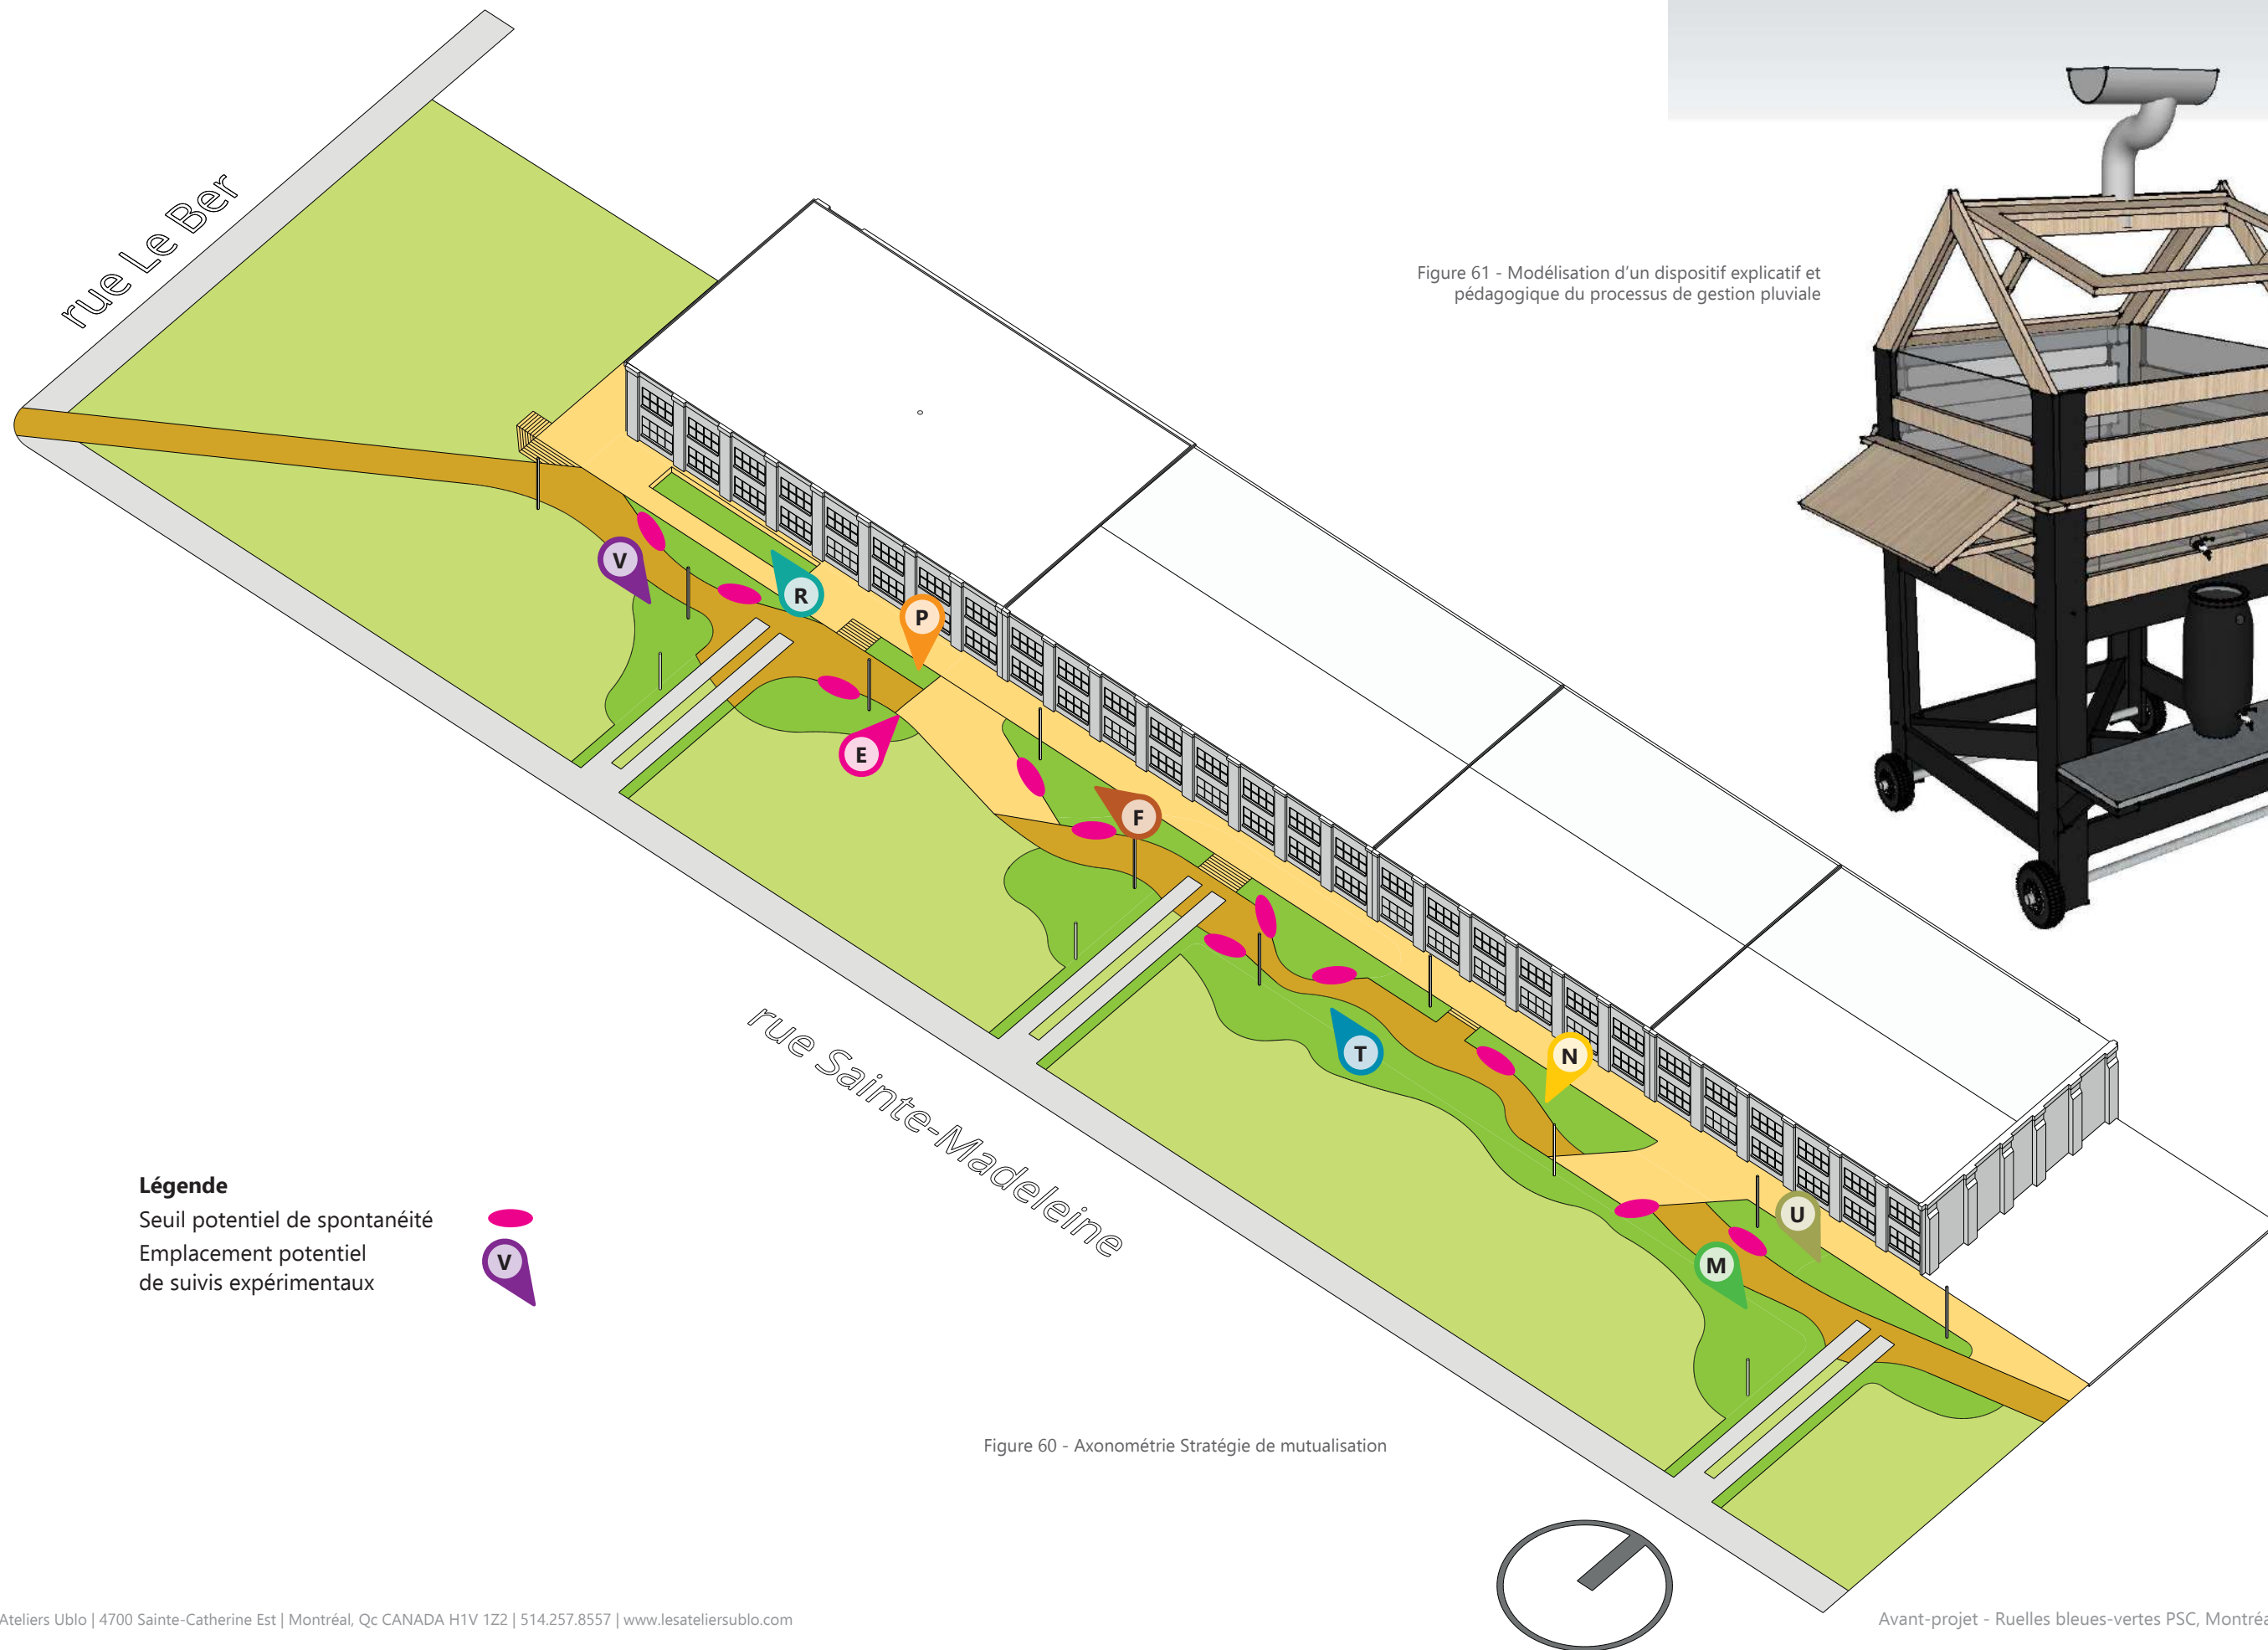 rue Le Ber
Figure 61 - Modélisation d'un dispositif explicatif et
pédagogique du processus de gestion pluviale
V
R
P
E
F
T
N
U
M
rue Sainte-Madeleine
Légende
Seuil potentiel de spontanéité
Emplacement potentiel
de suivis expérimentaux
V
Figure 60 - Axonométrie Stratégie de mutualisation
Ateliers Ublo | 4700 Sainte-Catherine Est | Montréal, Qc CANADA H1V 1Z2 | 514.257.8557 | www.lesateliersublo.com
Avant-projet - Ruelles bleues-vertes PSC, Montréa